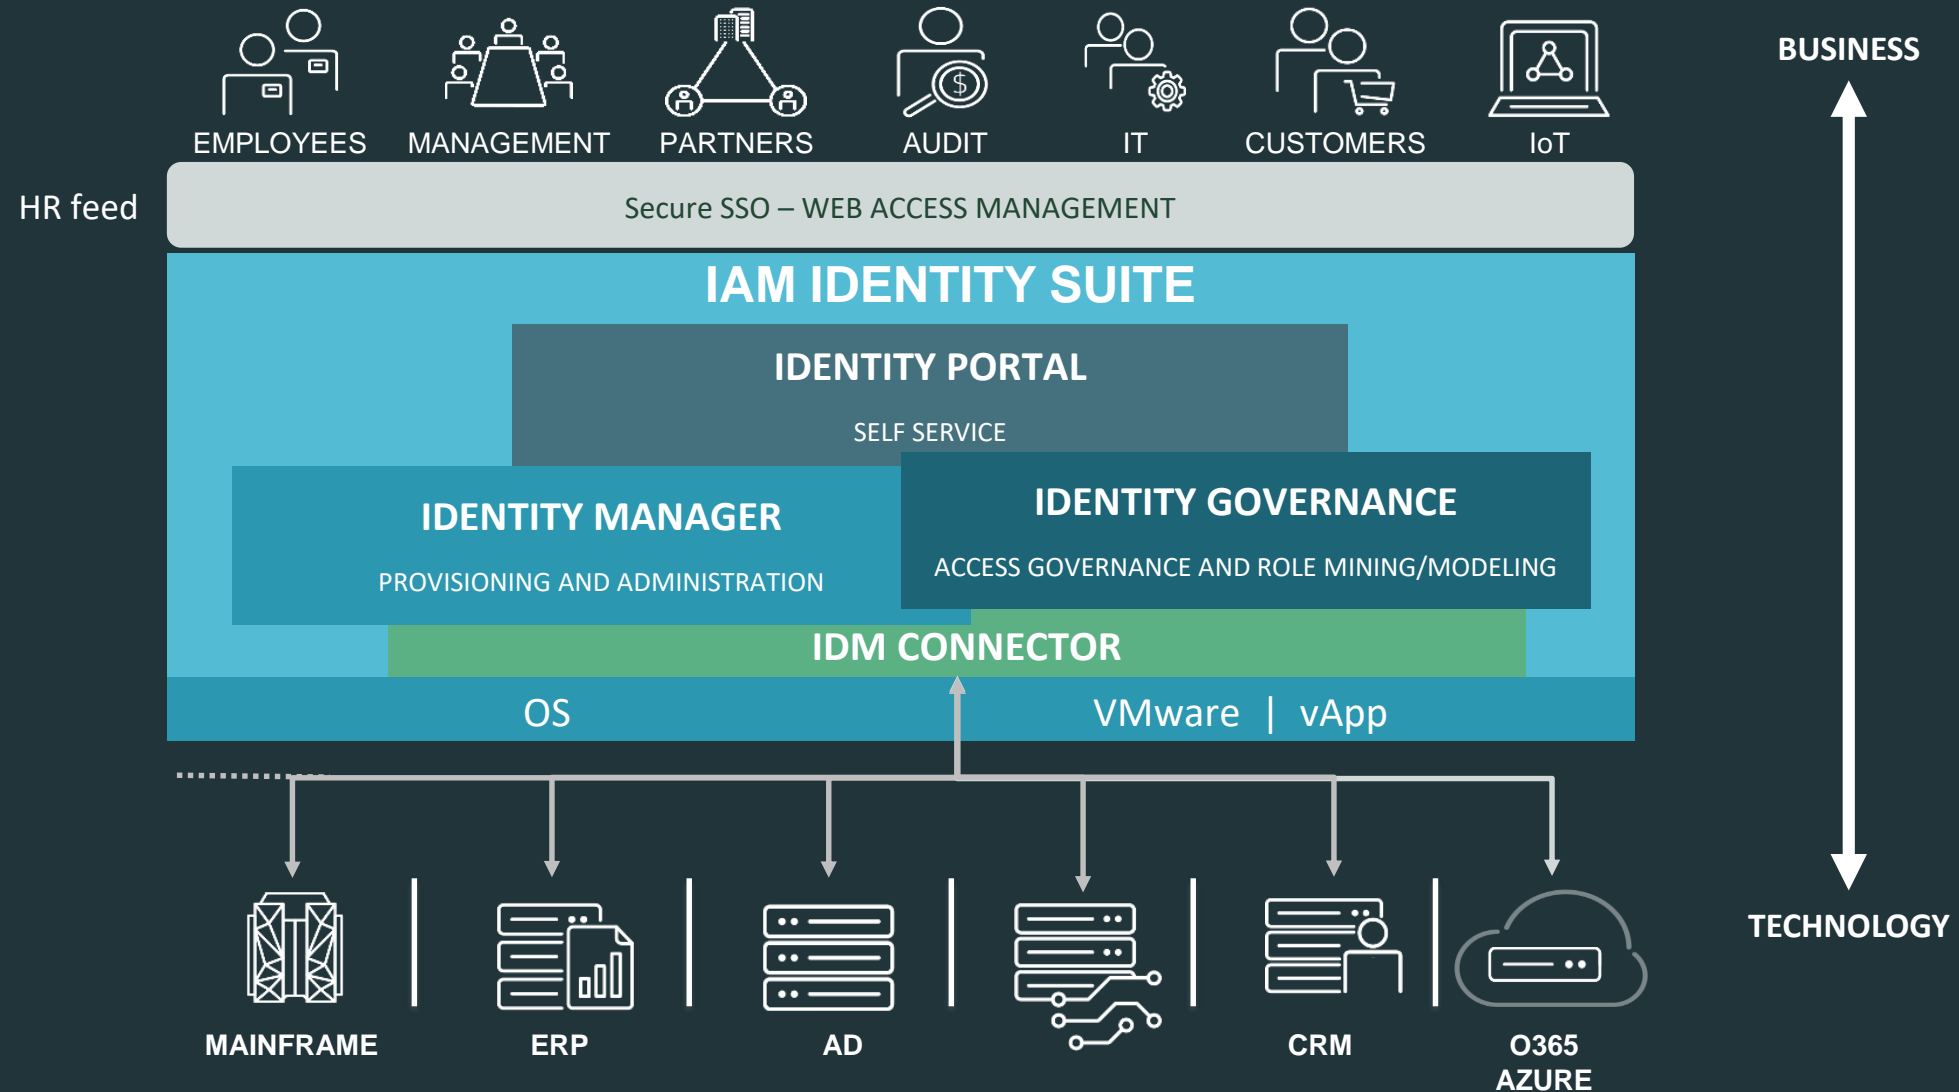 BUSINESS
EMPLOYEES
MANAGEMENT
PARTNERS
AUDIT
IT
CUSTOMERS
IoT
HR feed
Secure SSO – WEB ACCESS MANAGEMENT
IAM IDENTITY SUITE
IDENTITY PORTAL
SELF SERVICE
IDENTITY MANAGER
PROVISIONING AND ADMINISTRATION
IDENTITY GOVERNANCE
ACCESS GOVERNANCE AND ROLE MINING/MODELING
IDM CONNECTOR
OS
VMware | vApp
TECHNOLOGY
$
MAINFRAME
ERP
AD
CRM
O365
AZURE